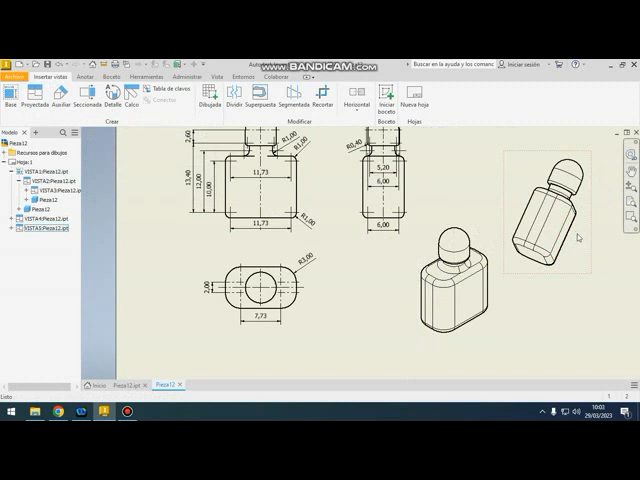 www.BANDICAM.com
Buscar en la ayuda y los comanc
Iniciar sesión
Archivo Insertar vistas Anotar Boceto Herramientas Administrar Vista Entornos Colaborar
Base Proyectada Auxiliar Seccionada Detalle Calco
Tabla de clavos
Conectar
Dibujada Dividir Superpuesta Segmentada Recortar Horizontal
Iniciar boceto
Nueva hoja
Crear Modificar Boceto Hojas
Modelo
Pieza12
Recursos para dibujos
Hoja:1
VISTA1:Pieza12.ipt
VISTA2:Pieza12.ipt
VISTA3:Pieza12.ipt
Pieza12
Pieza12
VISTA4:Pieza12.ipt
VISTA5:Pieza12.ipt
2,60
R1,00
R1,00
R0,40
11,73
5,20
6,00
13,40
12,00
10,00
11,73
R1,00
6,00
R3,00
2,00
7,73
Inicio Pieza12.ipt Pieza12
Listo
1 2
10:03
29/03/2023